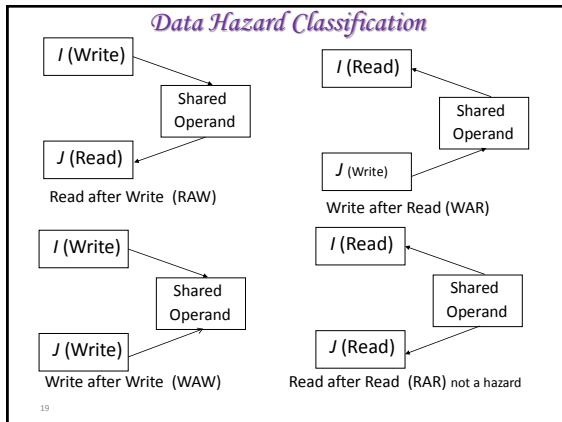 Data Hazard Classification
I (Write)
Shared
Operand
J (Read)
Read after Write (RAW)
I (Read)
Shared
Operand
J (Write)
Write after Read (WAR)
I (Write)
Shared
Operand
J (Write)
Write after Write (WAW)
I (Read)
Shared
Operand
J (Read)
Read after Read (RAR) not a hazard
19